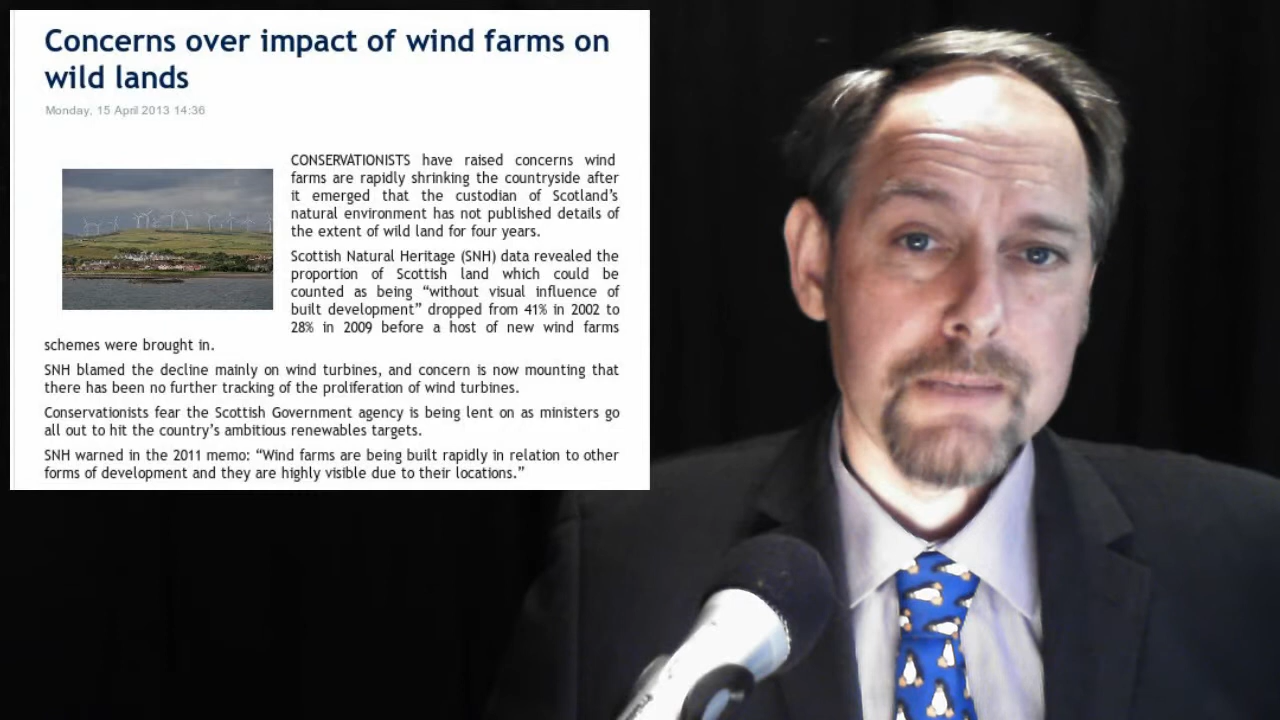 Concerns over impact of wind farms on
wild lands
Monday, 15 April 2013 14:36
CONSERVATIONISTS have raised concerns wind
farms are rapidly shrinking the countryside after
it emerged that the custodian of Scotland's
natural environment has not published details of
the extent of wild land for four years.
Scottish Natural Heritage (SNH) data revealed the
proportion of Scottish land which could be
counted as being “without visual influence of
built development” dropped from 41% in 2002 to
28% in 2009 before a host of new wind farms
schemes were brought in.
SNH blamed the decline mainly on wind turbines, and concern is now mounting that
there has been no further tracking of the proliferation of wind turbines.
Conservationists fear the Scottish Government agency is being lent on as ministers go
all out to hit the country's ambitious renewables targets.
SNH warned in the 2011 memo: “Wind farms are being built rapidly in relation to other
forms of development and they are highly visible due to their locations.”